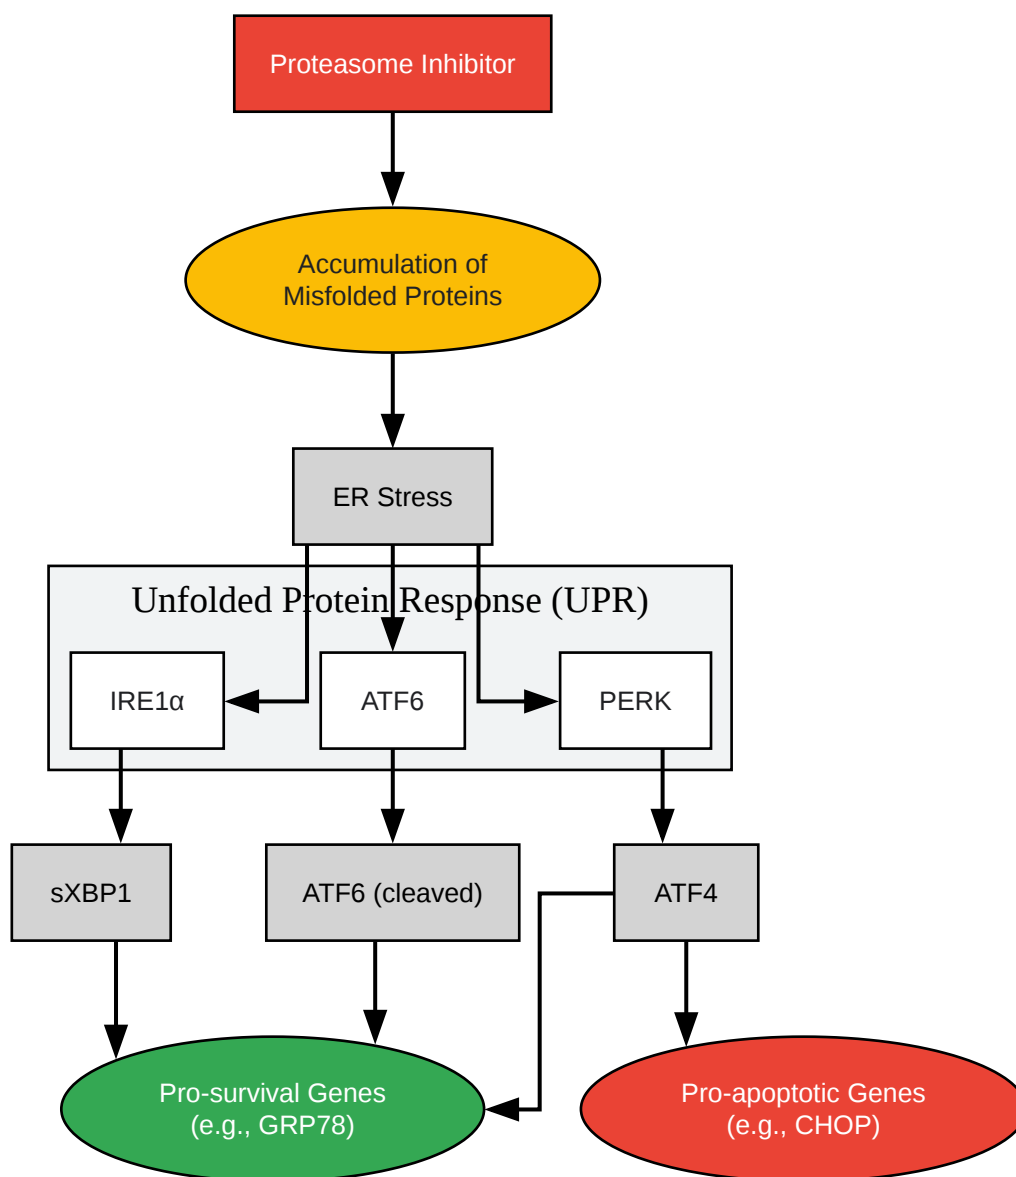 Proteasome Inhibitor
Accumulation of
Misfolded Proteins
ER Stress
Unfolded Protein Response (UPR)
IRE1α
ATF6
PERK
sXBP1
ATF6 (cleaved)
ATF4
Pro-survival Genes
(e.g., GRP78)
Pro-apoptotic Genes
(e.g., CHOP)